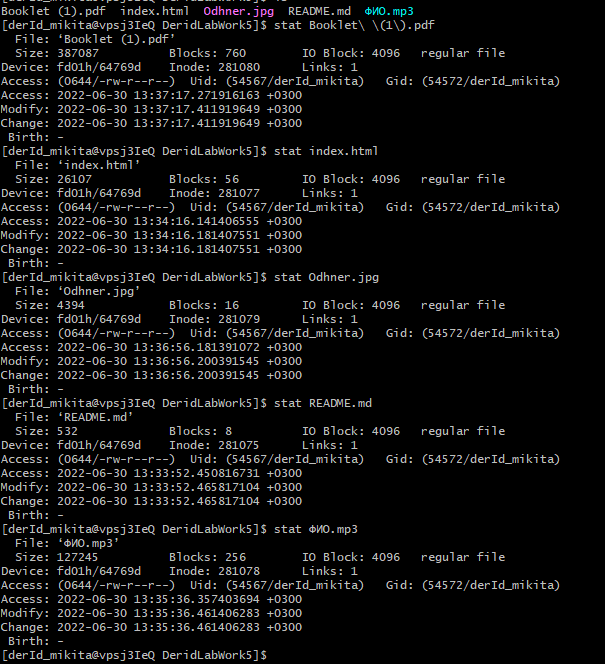 Booklet (1).pdf  index.html  Odhner.jpg  README.md  ФИО.mp3
[derId_mikita@vpsj3IeQ DeridLabWork5]$ stat Booklet\ \(1\).pdf
  File: ‘Booklet (1).pdf’
  Size: 387087          Blocks: 760        IO Block: 4096   regular file
Device: fd01h/64769d    Inode: 281080      Links: 1
Access: (0644/-rw-r--r--)  Uid: (54567/derId_mikita)   Gid: (54572/derId_mikita)
Access: 2022-06-30 13:37:17.271916163 +0300
Modify: 2022-06-30 13:37:17.411919649 +0300
Change: 2022-06-30 13:37:17.411919649 +0300
 Birth: -
[derId_mikita@vpsj3IeQ DeridLabWork5]$ stat index.html
  File: ‘index.html’
  Size: 26107           Blocks: 56         IO Block: 4096   regular file
Device: fd01h/64769d    Inode: 281077      Links: 1
Access: (0644/-rw-r--r--)  Uid: (54567/derId_mikita)   Gid: (54572/derId_mikita)
Access: 2022-06-30 13:34:16.141406555 +0300
Modify: 2022-06-30 13:34:16.181407551 +0300
Change: 2022-06-30 13:34:16.181407551 +0300
 Birth: -
[derId_mikita@vpsj3IeQ DeridLabWork5]$ stat Odhner.jpg
  File: ‘Odhner.jpg’
  Size: 4394            Blocks: 16         IO Block: 4096   regular file
Device: fd01h/64769d    Inode: 281079      Links: 1
Access: (0644/-rw-r--r--)  Uid: (54567/derId_mikita)   Gid: (54572/derId_mikita)
Access: 2022-06-30 13:36:56.181391072 +0300
Modify: 2022-06-30 13:36:56.200391545 +0300
Change: 2022-06-30 13:36:56.200391545 +0300
 Birth: -
[derId_mikita@vpsj3IeQ DeridLabWork5]$ stat README.md
  File: ‘README.md’
  Size: 532             Blocks: 8          IO Block: 4096   regular file
Device: fd01h/64769d    Inode: 281075      Links: 1
Access: (0644/-rw-r--r--)  Uid: (54567/derId_mikita)   Gid: (54572/derId_mikita)
Access: 2022-06-30 13:33:52.450816731 +0300
Modify: 2022-06-30 13:33:52.465817104 +0300
Change: 2022-06-30 13:33:52.465817104 +0300
 Birth: -
[derId_mikita@vpsj3IeQ DeridLabWork5]$ stat ФИО.mp3
  File: ‘ФИО.mp3’
  Size: 127245          Blocks: 256        IO Block: 4096   regular file
Device: fd01h/64769d    Inode: 281078      Links: 1
Access: (0644/-rw-r--r--)  Uid: (54567/derId_mikita)   Gid: (54572/derId_mikita)
Access: 2022-06-30 13:35:36.357403694 +0300
Modify: 2022-06-30 13:35:36.461406283 +0300
Change: 2022-06-30 13:35:36.461406283 +0300
 Birth: -
[derId_mikita@vpsj3IeQ DeridLabWork5]$